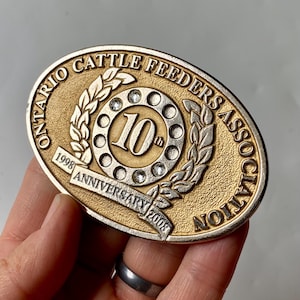 ONTARIO CATTLE FEEDERS ASSOCIATION
10th
1998 ANNIVERSARY 2008